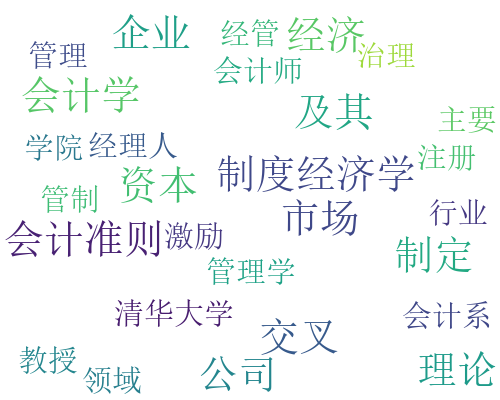 企业
经管
经济
管理
治理
会计师
会计学
及其
主要
学院
经理人
注册
制度经济学
资本
管制
市场
行业
会计准则
激励
制定
管理学
清华大学
会计系
交叉
教授
领域
公司
理论